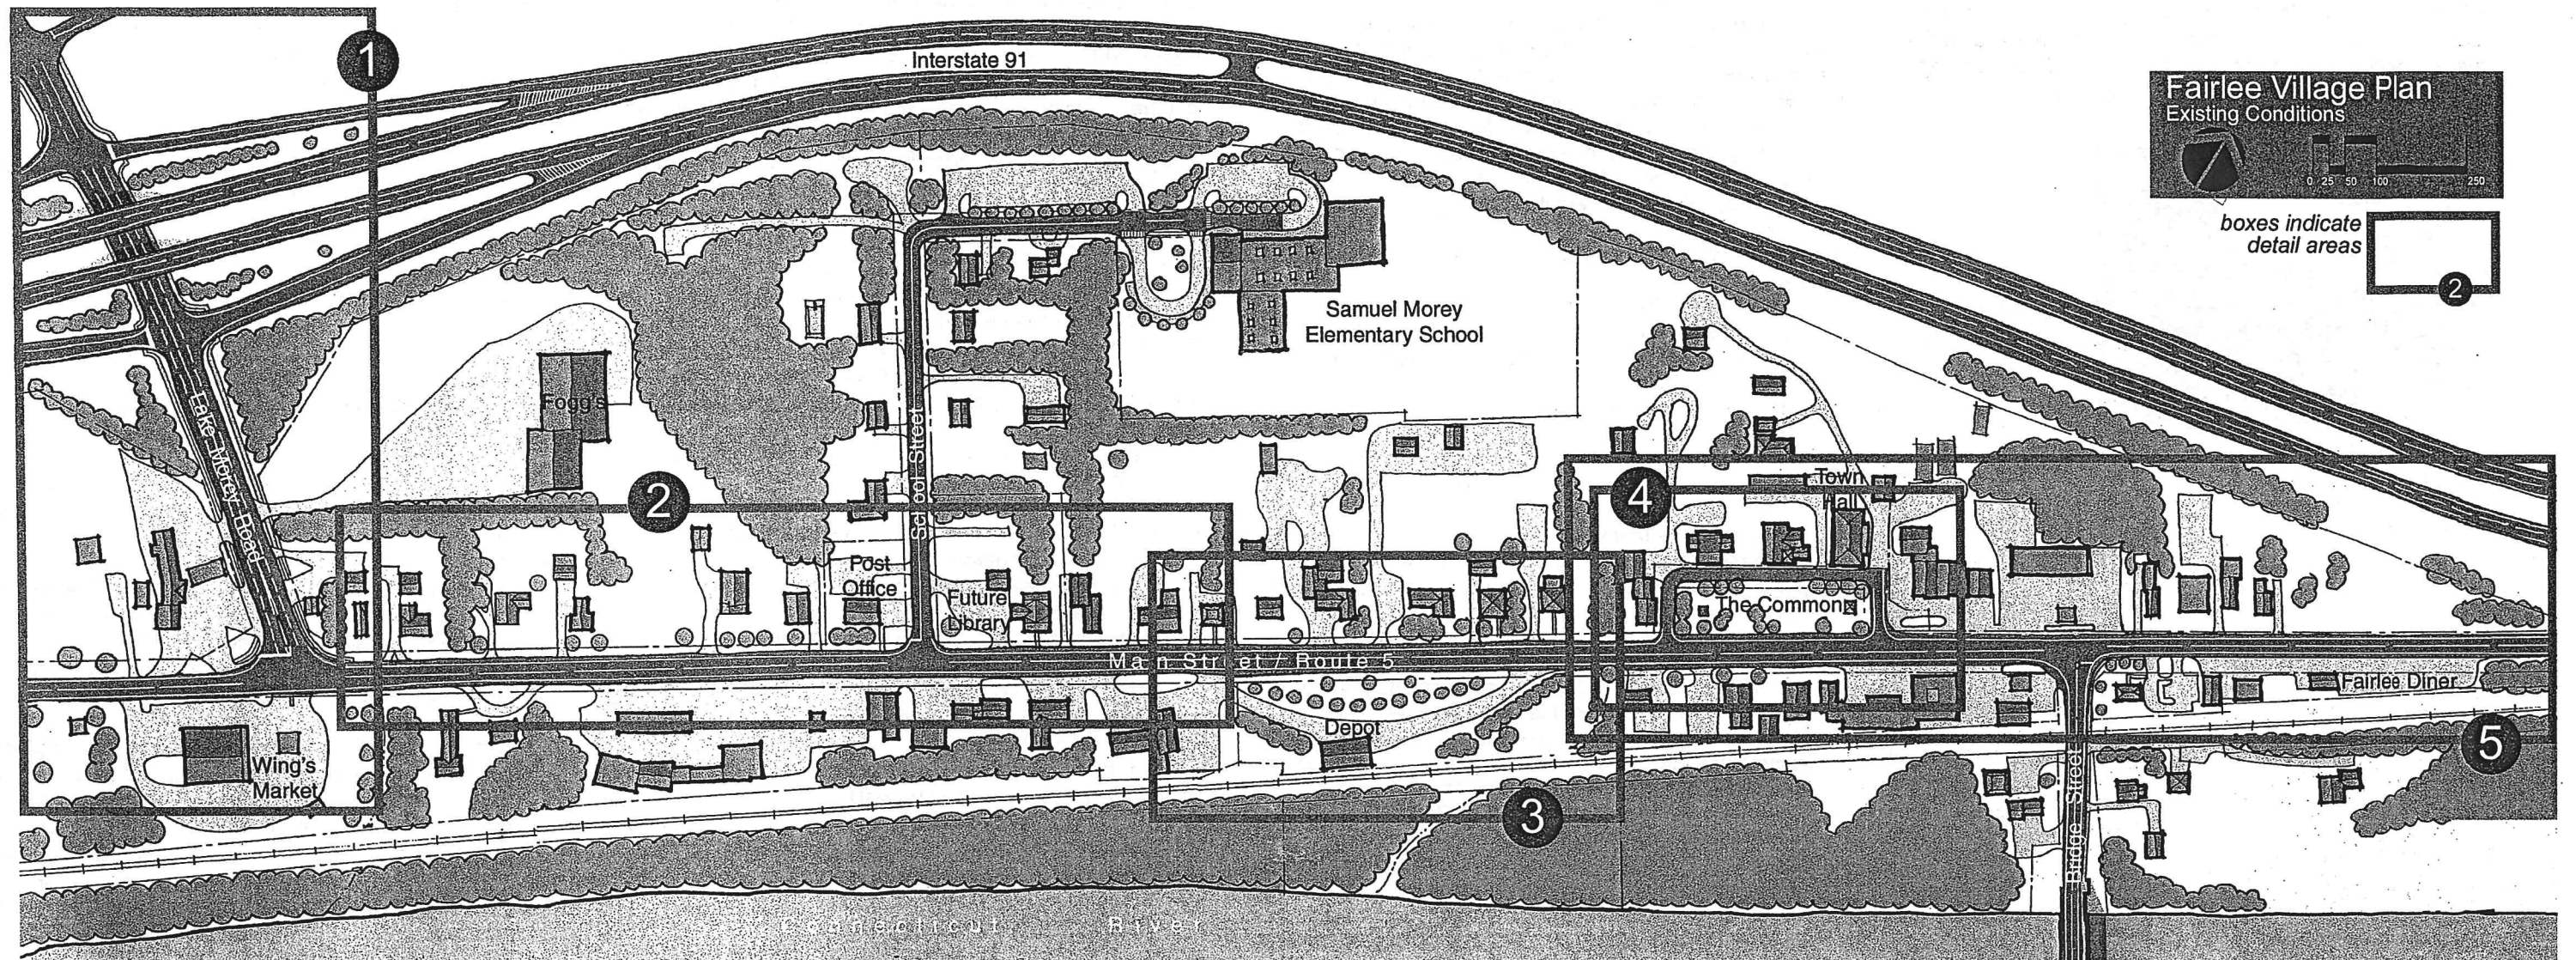 1
Interstate 91
Fairlee Village Plan
Existing Conditions
0 25 50 100 250
boxes indicate
detail areas
2
Samuel Morey
Elementary School
Fogg's
Lake Morey Road
School Street
2
4
Town
Hall
Post
Office
Future
Library
The Common
Main Street / Route 5
Fairlee Diner
Depot
5
Wing's
Market
3
Bridge Street
Connecticut River